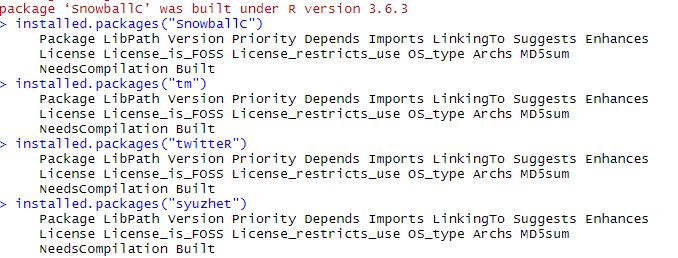 package ‘SnowballC’ was built under R version 3.6.3
> installed.packages("SnowballC")
     Package LibPath Version Priority Depends Imports LinkingTo Suggests Enhances
     License License_is_FOSS License_restricts_use OS_type Archs MD5sum
     NeedsCompilation Built
> installed.packages("tm")
     Package LibPath Version Priority Depends Imports LinkingTo Suggests Enhances
     License License_is_FOSS License_restricts_use OS_type Archs MD5sum
     NeedsCompilation Built
> installed.packages("twitteR")
     Package LibPath Version Priority Depends Imports LinkingTo Suggests Enhances
     License License_is_FOSS License_restricts_use OS_type Archs MD5sum
     NeedsCompilation Built
> installed.packages("syuzhet")
     Package LibPath Version Priority Depends Imports LinkingTo Suggests Enhances
     License License_is_FOSS License_restricts_use OS_type Archs MD5sum
     NeedsCompilation Built